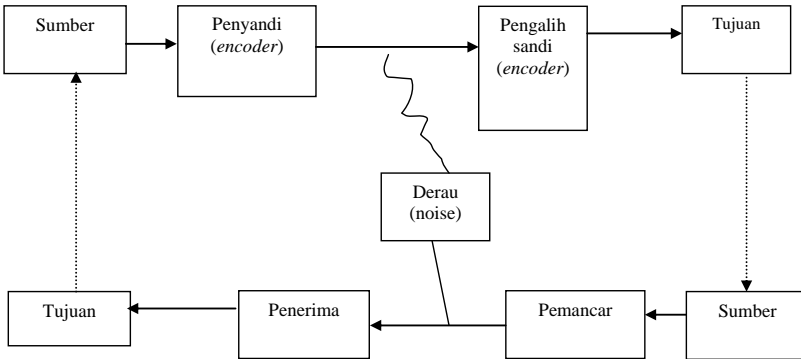 Sumber
Penyandi
(encoder)
Pengalih
sandi
(encoder)
Tujuan
Derau
(noise)
Tujuan
Penerima
Pemancar
Sumber